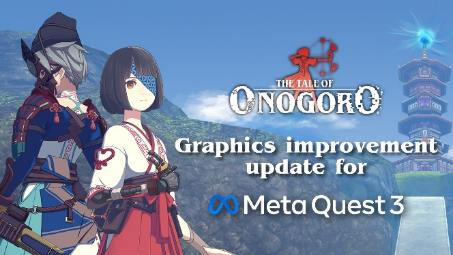 THE TALE OF
ONOGORO
Graphics improvement
update for
Meta Quest 3